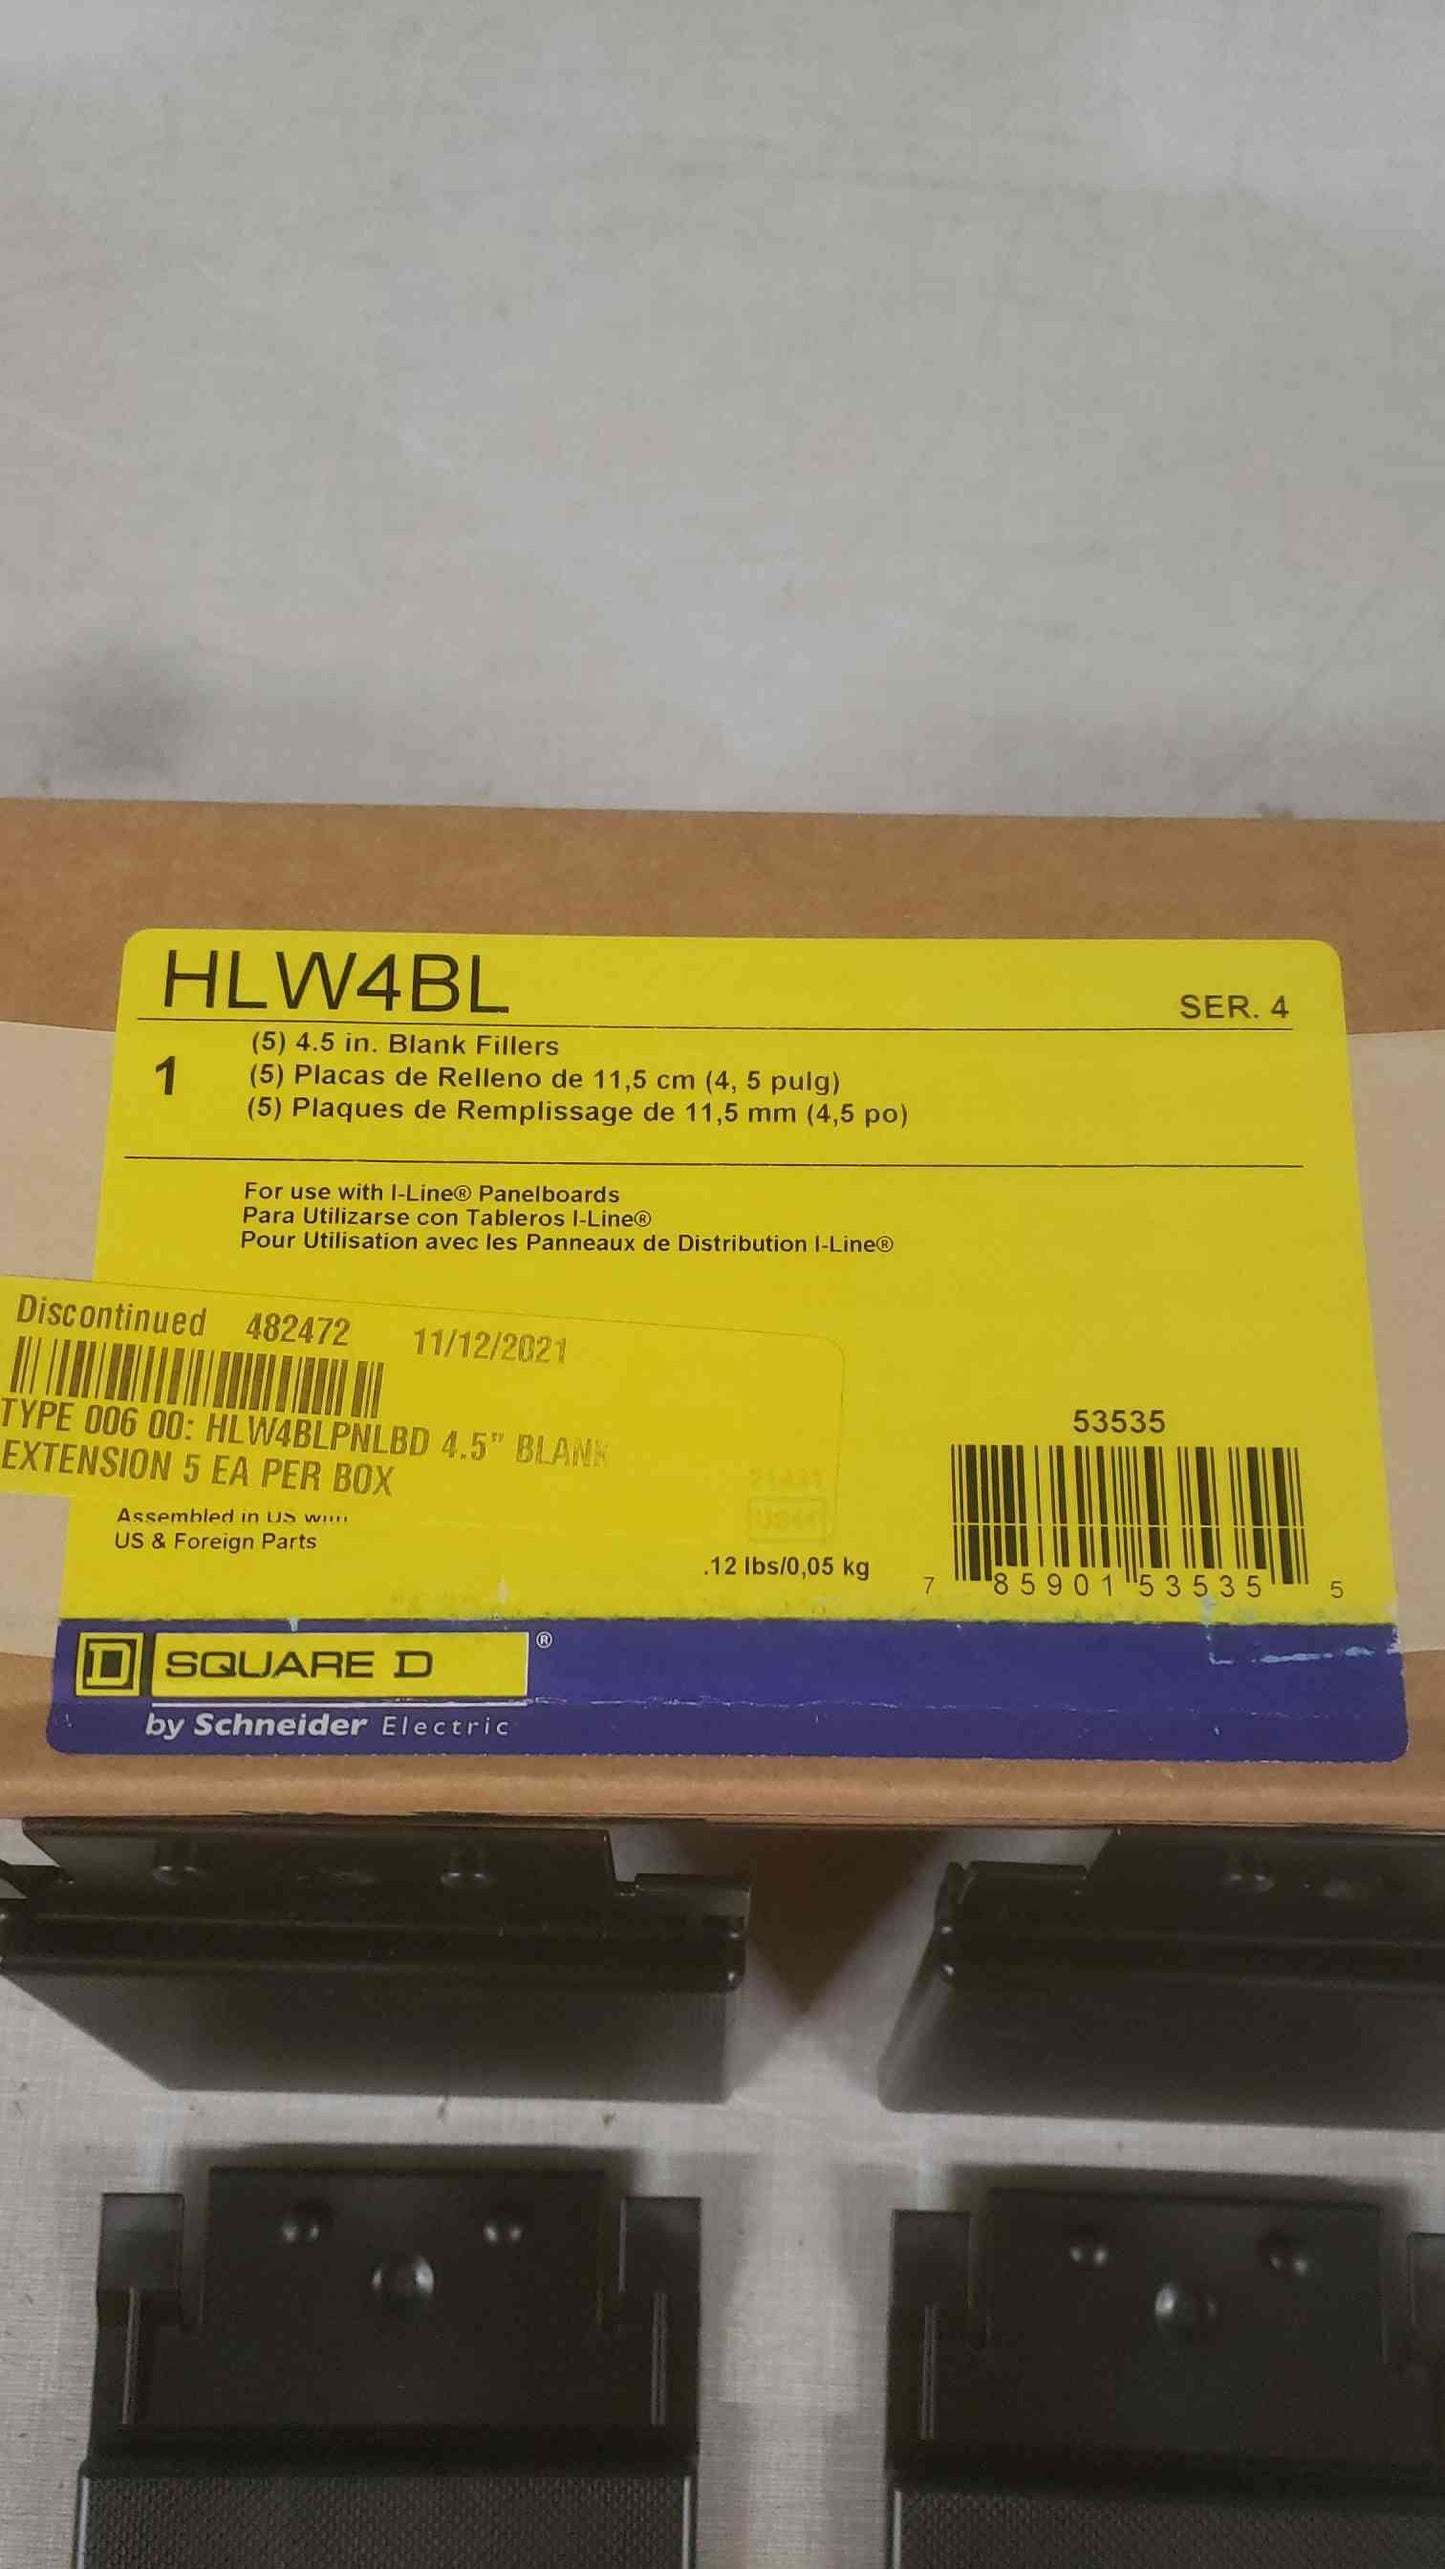 HLW4BL
SER. 4
1
(5) 4.5 in. Blank Fillers
(5) Placas de Relleno de 11,5 cm (4, 5 pulg)
(5) Plaques de Remplissage de 11,5 mm (4,5 po)
For use with I-Line® Panelboards
Para Utilizarse con Tableros I-Line®
Pour Utilisation avec les Panneaux de Distribution I-Line®
Discontinued 482472 11/12/2021
TYPE 006 00: HLW4BLPNLBD 4.5" BLANK
EXTENSION 5 EA PER BOX
Assembled in US with
US & Foreign Parts
.12 lbs/0,05 kg
53535
7 85901 53535 5
D SQUARE D ®
by Schneider Electric